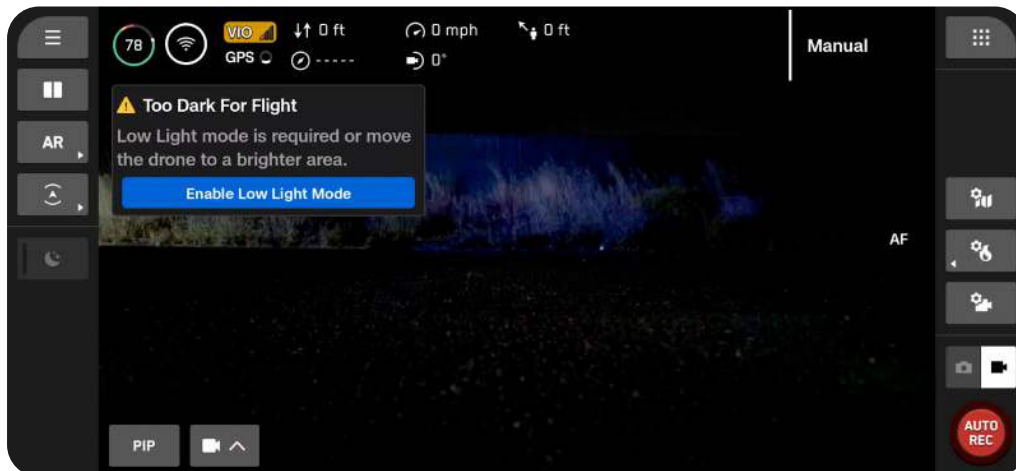 78
VIO
GPS
↓↑ 0 ft
-----
0 mph
0°
0 ft
Manual
Too Dark For Flight
Low Light mode is required or move
the drone to a brighter area.
Enable Low Light Mode
AR
AF
PIP
AUTO
REC